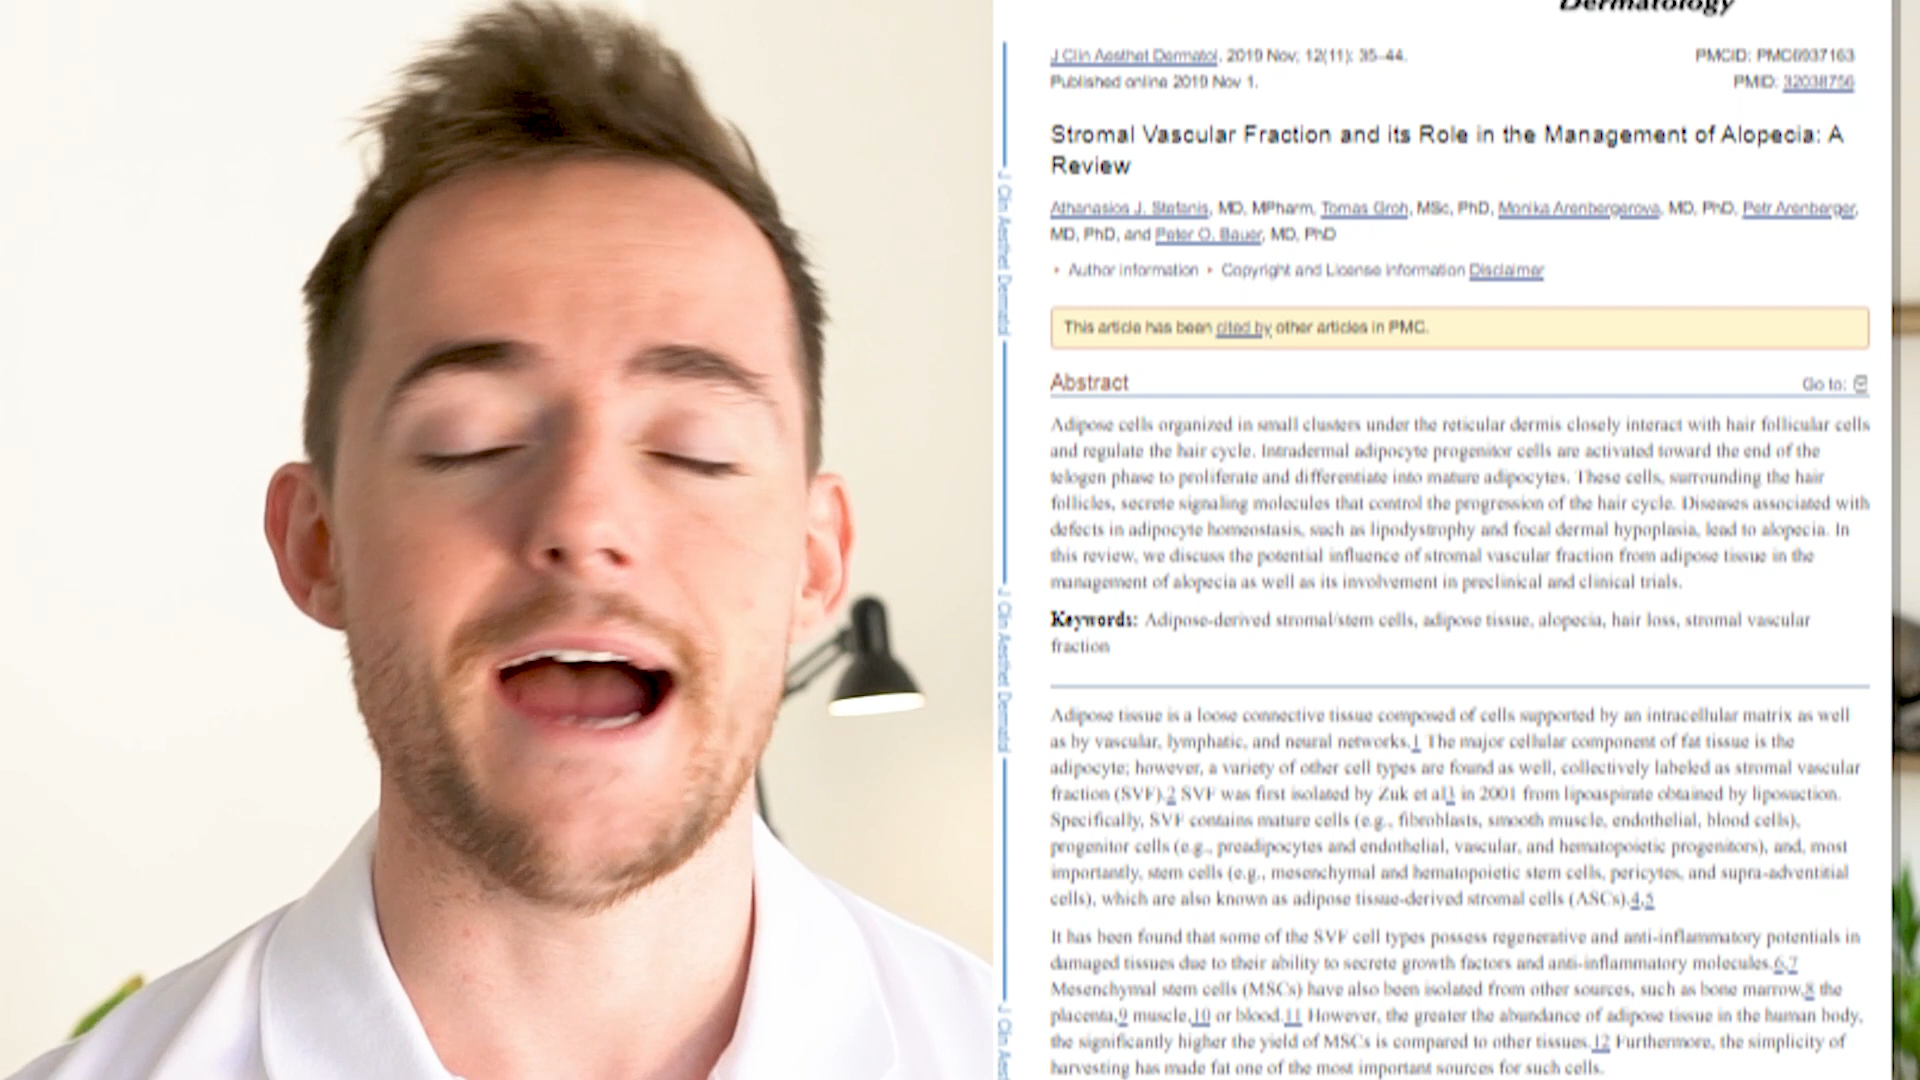 Dermatology
J Clin Aesthet Dermatol. 2019 Nov; 12(11): 35–44.
PMCID: PMC6937163
Published online 2019 Nov 1.
PMID: 32038756
Stromal Vascular Fraction and its Role in the Management of Alopecia: A
Review
Athanasios J. Stefanis, MD, MPharm, Tomas Groh, MSc, PhD, Monika Arenbergerova, MD, PhD, Petr Arenberger,
MD, PhD, and Peter O. Bauer, MD, PhD
Author information
Copyright and License information Disclaimer
This article has been cited by other articles in PMC.
Abstract
Go to:
Adipose cells organized in small clusters under the reticular dermis closely interact with hair follicular cells
and regulate the hair cycle. Intradermal adipocyte progenitor cells are activated toward the end of the
telogen phase to proliferate and differentiate into mature adipocytes. These cells, surrounding the hair
follicles, secrete signaling molecules that control the progression of the hair cycle. Diseases associated with
defects in adipocyte homeostasis, such as lipodystrophy and focal dermal hypoplasia, lead to alopecia. In
this review, we discuss the potential influence of stromal vascular fraction from adipose tissue in the
management of alopecia as well as its involvement in preclinical and clinical trials.
Keywords: Adipose-derived stromal/stem cells, adipose tissue, alopecia, hair loss, stromal vascular
fraction
Adipose tissue is a loose connective tissue composed of cells supported by an intracellular matrix as well
as by vascular, lymphatic, and neural networks.1 The major cellular component of fat tissue is the
adipocyte; however, a variety of other cell types are found as well, collectively labeled as stromal vascular
fraction (SVF).2 SVF was first isolated by Zuk et al3 in 2001 from lipoaspirate obtained by liposuction.
Specifically, SVF contains mature cells (e.g., fibroblasts, smooth muscle, endothelial, blood cells),
progenitor cells (e.g., preadipocytes and endothelial, vascular, and hematopoietic progenitors), and, most
importantly, stem cells (e.g., mesenchymal and hematopoietic stem cells, pericytes, and supra-adventitial
cells), which are also known as adipose tissue-derived stromal cells (ASCs).4,5
It has been found that some of the SVF cell types possess regenerative and anti-inflammatory potentials in
damaged tissues due to their ability to secrete growth factors and anti-inflammatory molecules.6,7
Mesenchymal stem cells (MSCs) have also been isolated from other sources, such as bone marrow,8 the
placenta,9 muscle,10 or blood.11 However, the greater the abundance of adipose tissue in the human body,
the significantly higher the yield of MSCs is compared to other tissues.12 Furthermore, the simplicity of
harvesting has made fat one of the most important sources for such cells.
J Clin Aesthet Dermatol
J Clin Aesthet Dermatol
J Clin Aes